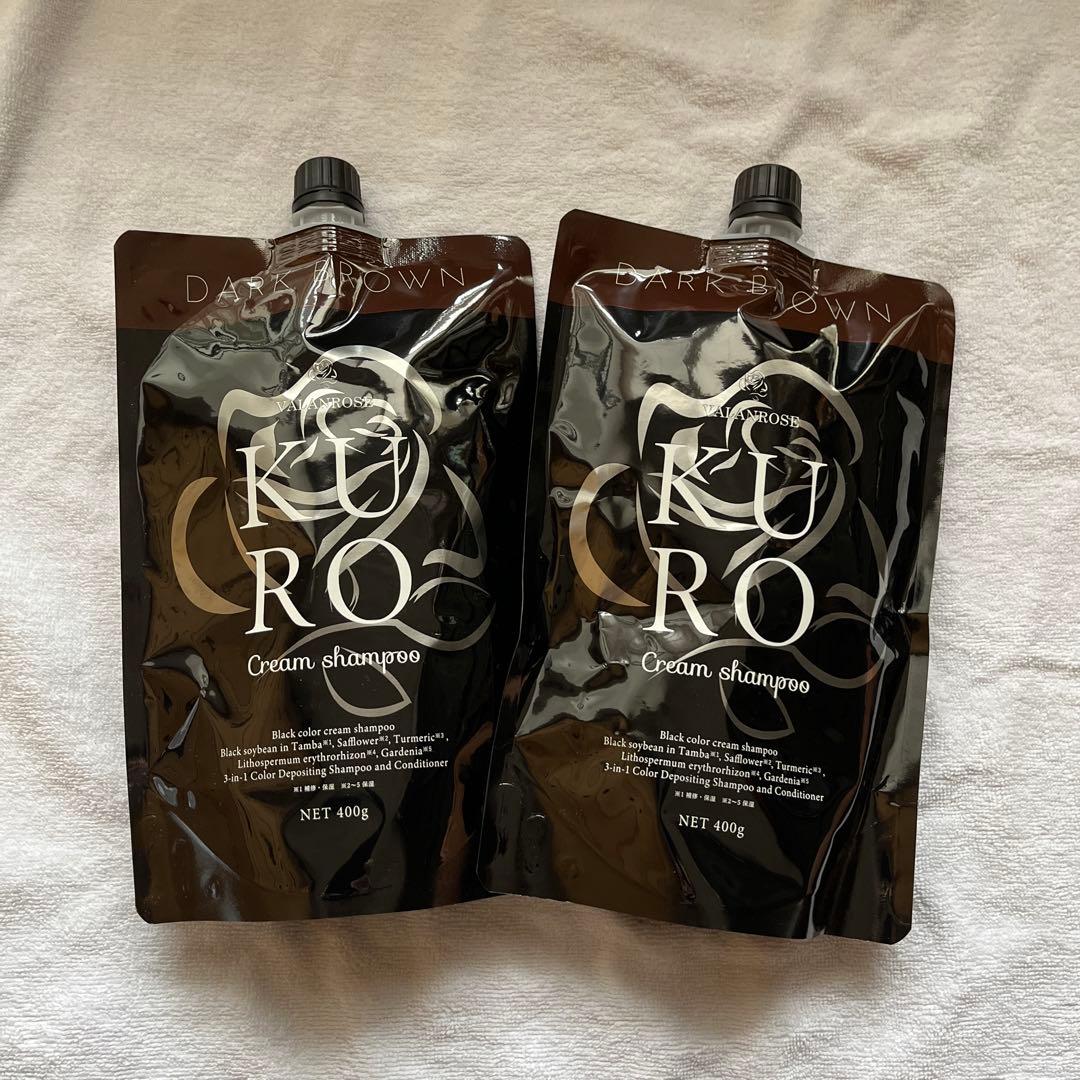 DARK BROWN
VALANROSE
KU
RO
Cream shampoo
Black color cream shampoo
Black soybean in Tamba※1, Safflower※2, Turmeric※3,
Lithospermum erythrorhizon※4, Gardenia※5
3-in-1 Color Depositing Shampoo and Conditioner
※1 補修・保湿 ※2～5 保湿
NET 400g
DARK BROWN
VALANROSE
KU
RO
Cream shampoo
Black color cream shampoo
Black soybean in Tamba※1, Safflower※2, Turmeric※3,
Lithospermum erythrorhizon※4, Gardenia※5
3-in-1 Color Depositing Shampoo and Conditioner
※1 補修・保湿 ※2～5 保湿
NET 400g